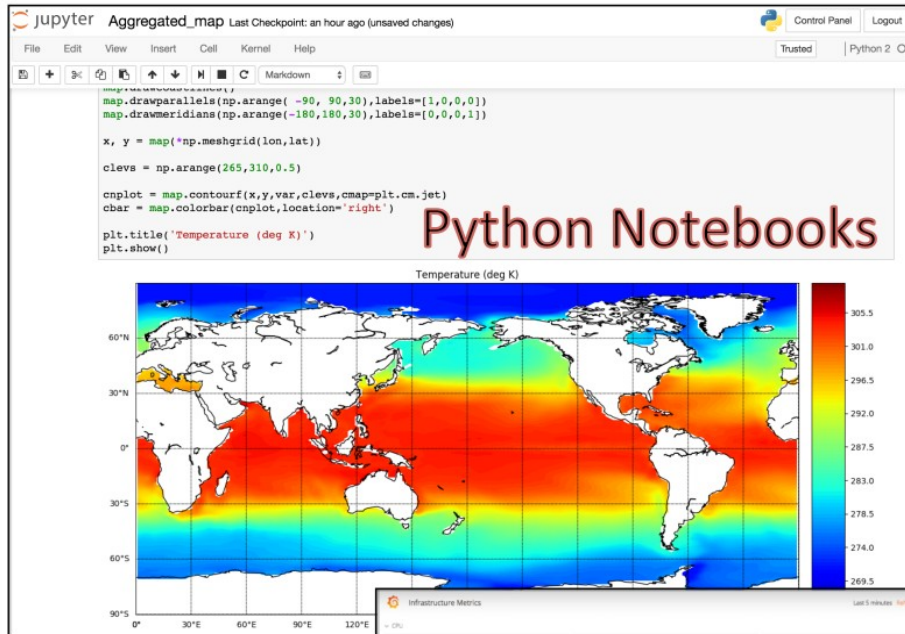 jupyter Aggregated_map Last Checkpoint: an hour ago (unsaved changes) Control Panel Logout
File Edit View Insert Cell Kernel Help Trusted Python 2
Markdown
map.drawcoastlines()
map.drawparallels(np.arange( -90, 90,30),labels=[1,0,0,0])
map.drawmeridians(np.arange(-180,180,30),labels=[0,0,0,1])
x, y = map(*np.meshgrid(lon,lat))
clevs = np.arange(265,310,0.5)
cnplot = map.contourf(x,y,var,clevs,cmap=plt.cm.jet)
cbar = map.colorbar(cnplot,location='right')
Python Notebooks
plt.title('Temperature (deg K)')
plt.show()
Temperature (deg K)
305.5
60°N
301.0
30°N
296.5
292.0
0°
287.5
283.0
30°S
278.5
60°S
274.0
269.5
90°S
0° 30°E 60°E 90°E 120°E
Infrastructure Metrics Last 5 minutes
CPU